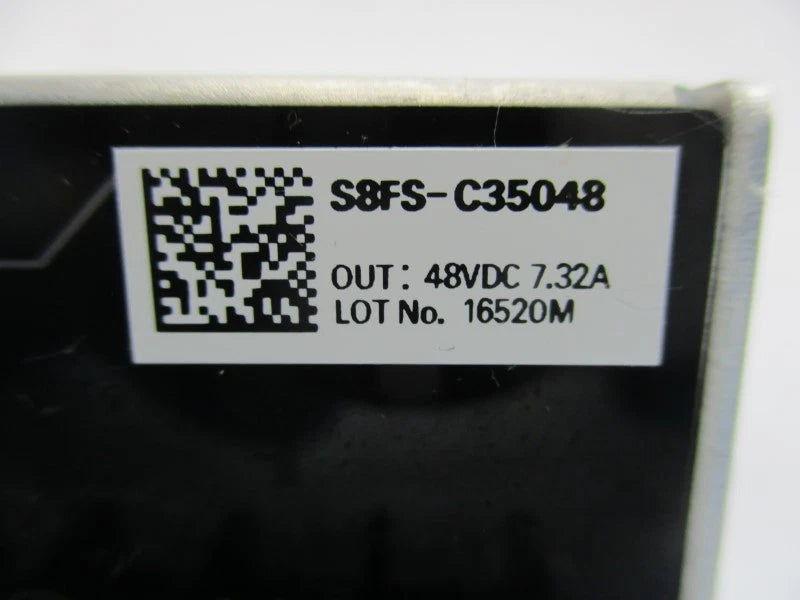 S8FS-C35048
OUT: 48VDC 7.32A
LOT No. 16520M